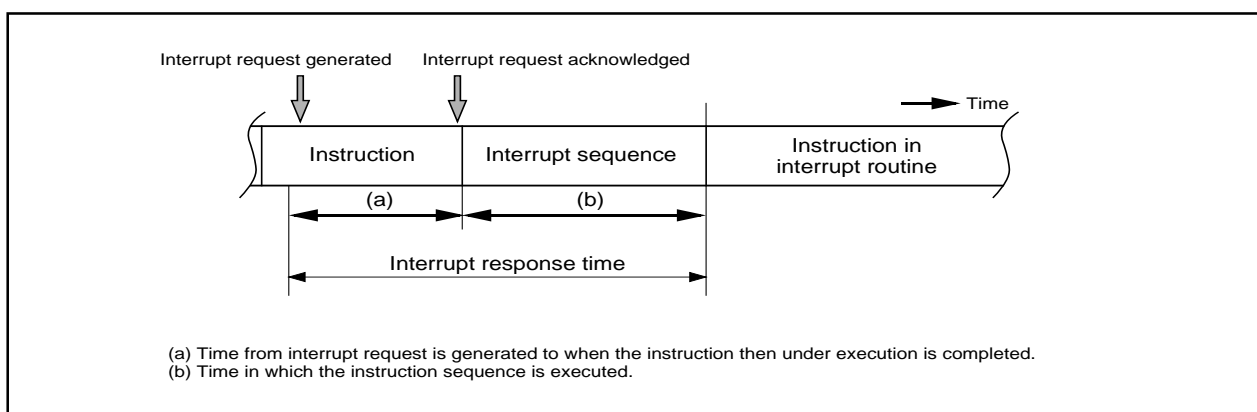 Interrupt request generated
Interrupt request acknowledged
Time
Instruction
Interrupt sequence
Instruction in
interrupt routine
(a)
(b)
Interrupt response time
(a) Time from interrupt request is generated to when the instruction then under execution is completed.
(b) Time in which the instruction sequence is executed.